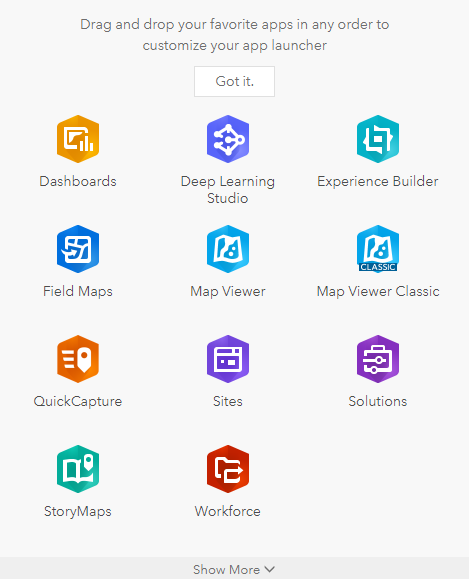 Drag and drop your favorite apps in any order to
customize your app launcher
Got it.
Dashboards
Deep Learning
Studio
Experience Builder
Field Maps
Map Viewer
CLASSIC
Map Viewer Classic
QuickCapture
Sites
Solutions
StoryMaps
Workforce
Show More